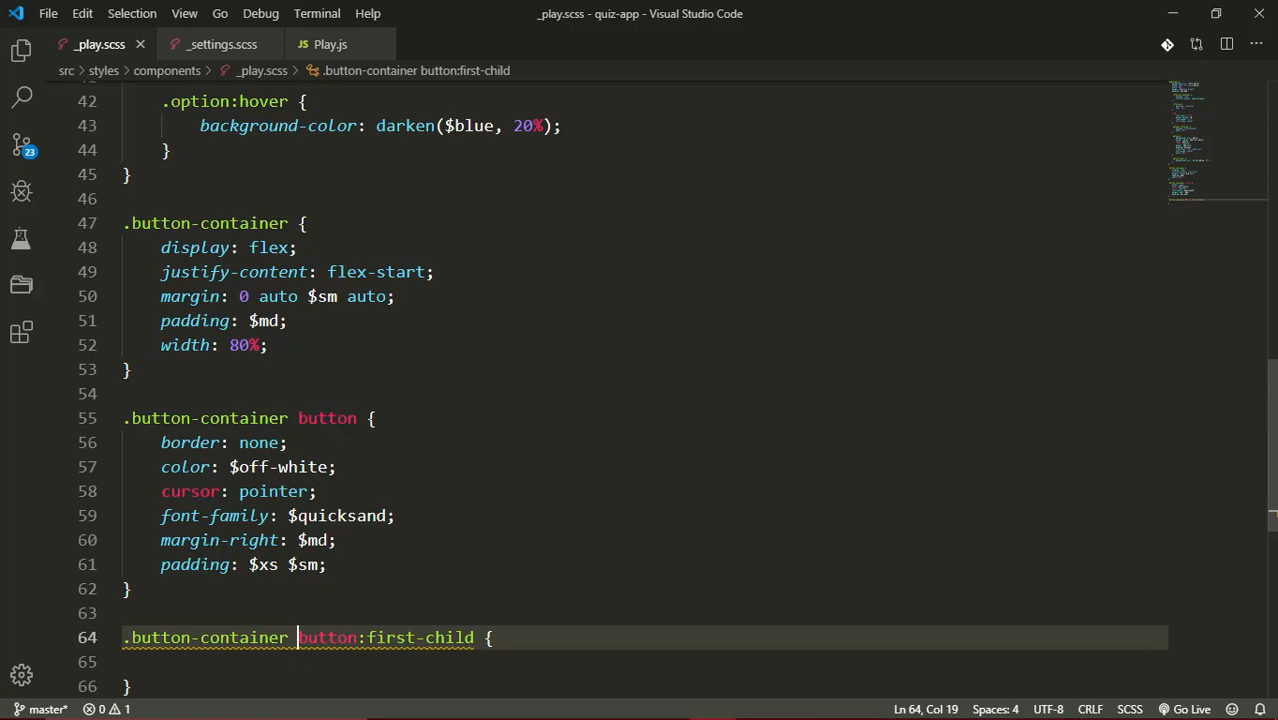 File Edit Selection View Go Debug Terminal Help
_play.scss - quiz-app - Visual Studio Code
_play.scss
_settings.scss
JS Play.js
src > styles > components > _play.scss > .button-container button:first-child
42 .option:hover {
43 background-color: darken($blue, 20%);
44 }
45 }
46
47 .button-container {
48 display: flex;
49 justify-content: flex-start;
50 margin: 0 auto $sm auto;
51 padding: $md;
52 width: 80%;
53 }
54
55 .button-container button {
56 border: none;
57 color: $off-white;
58 cursor: pointer;
59 font-family: $quicksand;
60 margin-right: $md;
61 padding: $xs $sm;
62 }
63
64 .button-container button:first-child {
65
66 }
23
master* 0 1
Ln 64, Col 19 Spaces: 4 UTF-8 CRLF SCSS Go Live